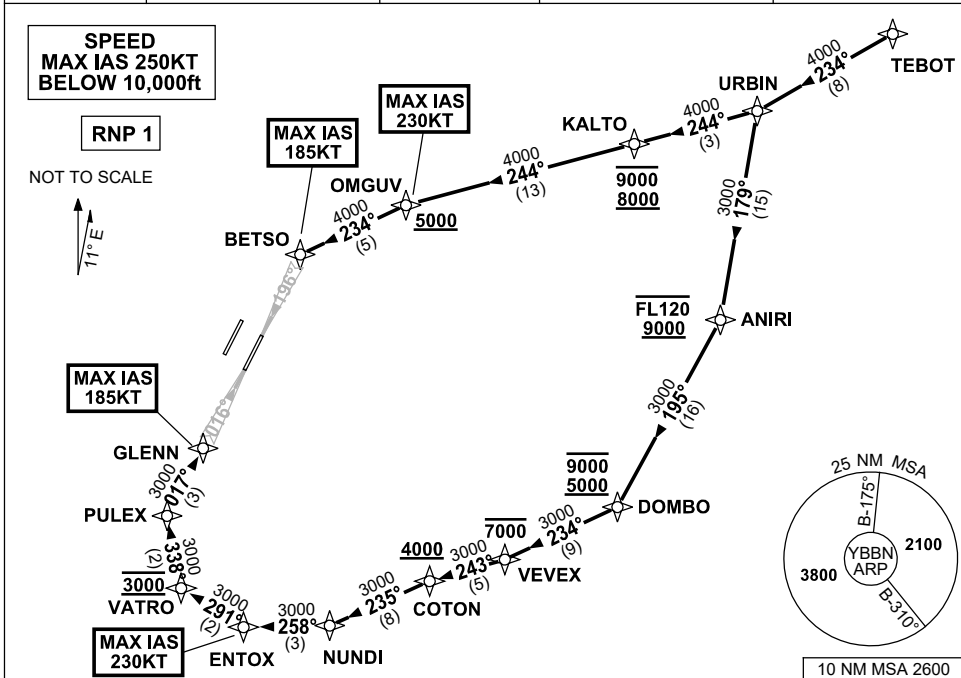 SPEED
MAX IAS 250KT
BELOW 10,000ft
RNP 1
NOT TO SCALE
11° E
TEBOT
4000
234°
(8)
URBIN
4000
244°
(3)
KALTO
9000
8000
4000
244°
(13)
MAX IAS
230KT
OMGUV
5000
4000
234°
(5)
MAX IAS
185KT
BETSO
196°
3000
179°
(15)
FL120
9000
ANIRI
3000
195°
(16)
9000
5000
DOMBO
3000
234°
(9)
7000
VEVEX
3000
243°
(5)
4000
COTON
3000
235°
(8)
NUNDI
3000
258°
(3)
MAX IAS
230KT
ENTOX
3000
291°
(2)
3000
VATRO
3000
338°
(2)
PULEX
3000
017°
(3)
MAX IAS
185KT
GLENN
016°
25 NM MSA
B-175°
YBBN
ARP
2100
3800
B-310°
10 NM MSA 2600